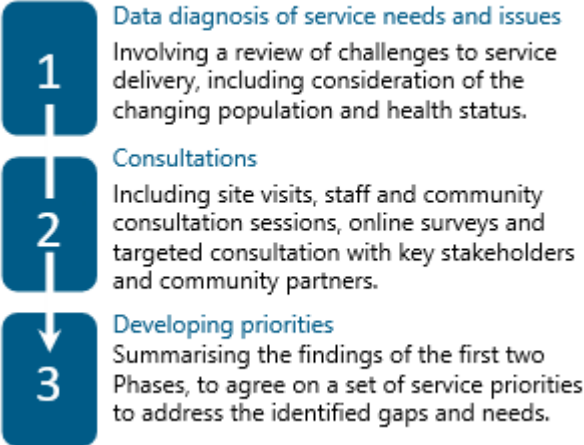 Data diagnosis of service needs and issues
1
Involving a review of challenges to service
delivery, including consideration of the
changing population and health status.
Consultations
2
Including site visits, staff and community
consultation sessions, online surveys and
targeted consultation with key stakeholders
and community partners.
Developing priorities
3
Summarising the findings of the first two
Phases, to agree on a set of service priorities
to address the identified gaps and needs.